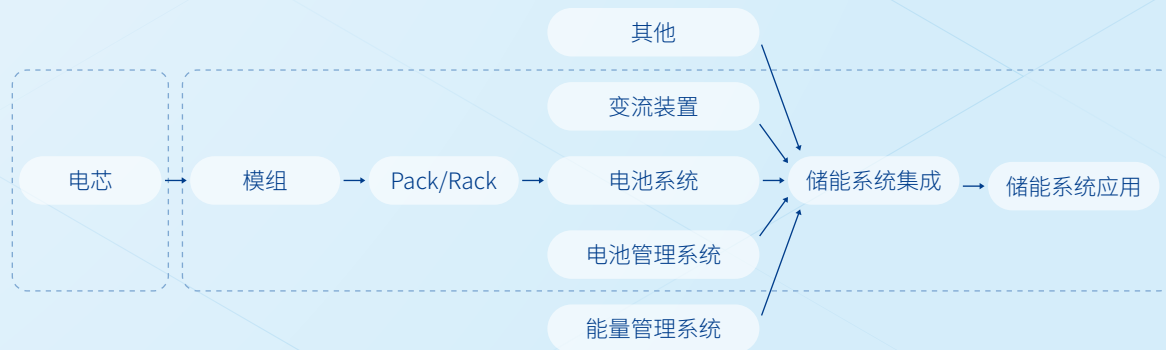 其他
变流装置
电芯
模组
Pack/Rack
电池系统
储能系统集成
储能系统应用
电池管理系统
能量管理系统